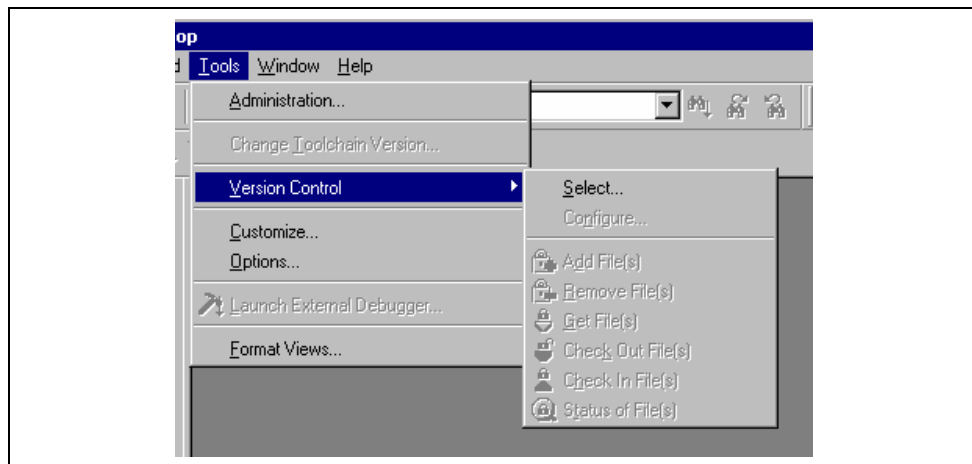 op
d Tools Window Help
Administration...
Change Toolchain Version...
Version Control
Select...
Configure...
Customize...
Options...
Add File(s)
Remove File(s)
Launch External Debugger...
Get File(s)
Format Views...
Check Out File(s)
Check In File(s)
Status of File(s)